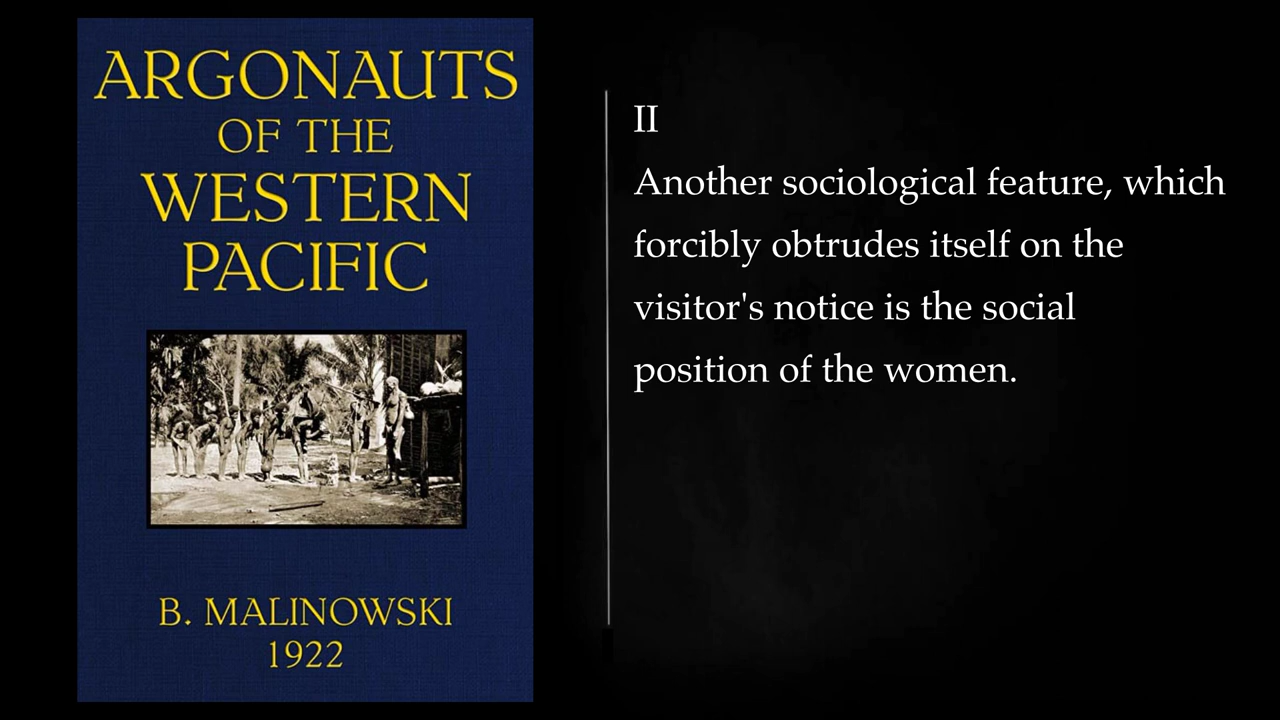 ARGONAUTS
OF THE
WESTERN
PACIFIC
B. MALINOWSKI
1922
II
Another sociological feature, which
forcibly obtrudes itself on the
visitor's notice is the social
position of the women.